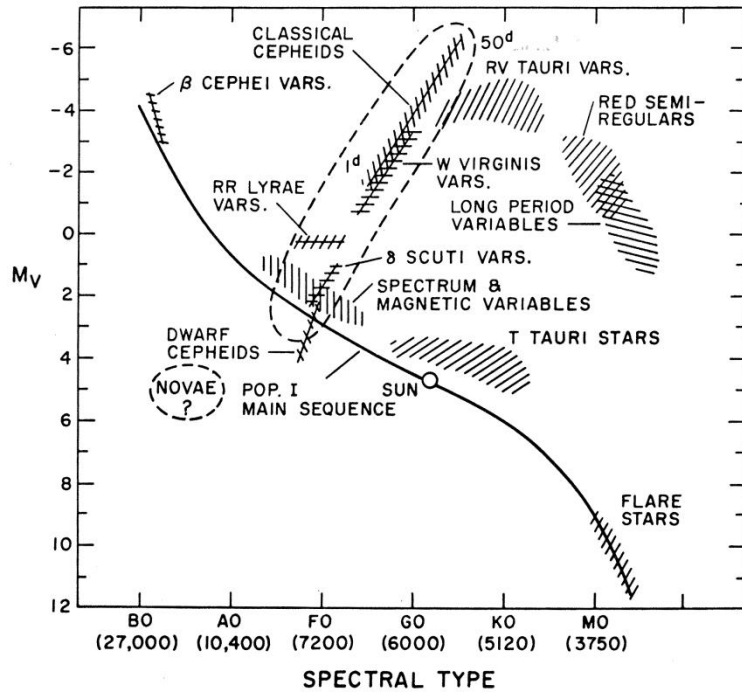 -6
-4
-2
0
2
4
6
8
10
12
M_V
CLASSICAL
CEPHEIDS
50^d
β CEPHEI VARS.
RV TAURI VARS.
RED SEMI-
REGULARS
1^d
W VIRGINIS
VARS.
RR LYRAE
VARS.
LONG PERIOD
VARIABLES
δ SCUTI VARS.
SPECTRUM &
MAGNETIC VARIABLES
DWARF
CEPHEIDS
T TAURI STARS
NOVAE
?
POP. I
MAIN SEQUENCE
SUN
FLARE
STARS
BO AO FO GO KO MO
(27,000) (10,400) (7200) (6000) (5120) (3750)
SPECTRAL TYPE